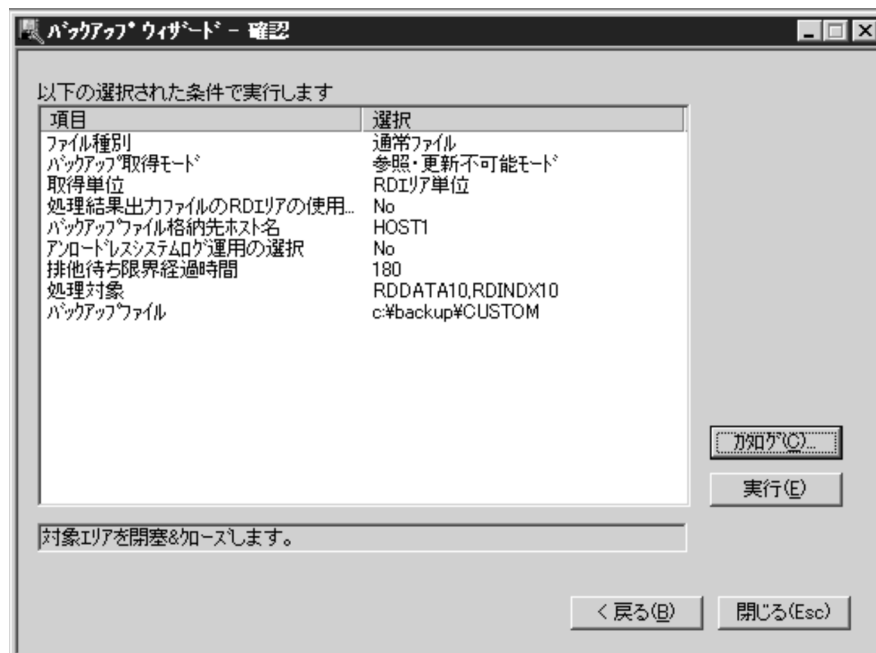 バックアップ ウィザード - 確認
以下の選択された条件で実行します
項目 選択
ファイル種別 通常ファイル
バックアップ取得モード 参照・更新不可能モード
取得単位 RDエリア単位
処理結果出力ファイルのRDエリアの使用... No
バックアップファイル格納先ホスト名 HOST1
アンロードレスシステムログ運用の選択 No
排他待ち限界経過時間 180
処理対象 RDDATA10,RDINDX10
バックアップファイル c:¥backup¥CUSTOM
カタログ(C)...
実行(E)
対象エリアを閉塞&クローズします。
< 戻る(B) 閉じる(Esc)